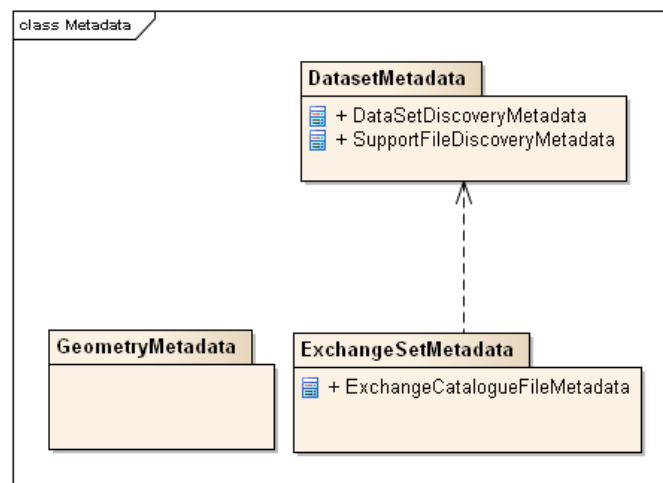 class Metadata
DatasetMetadata
+ DataSetDiscoveryMetadata
+ SupportFileDiscoveryMetadata
GeometryMetadata
ExchangeSetMetadata
+ ExchangeCatalogueFileMetadata